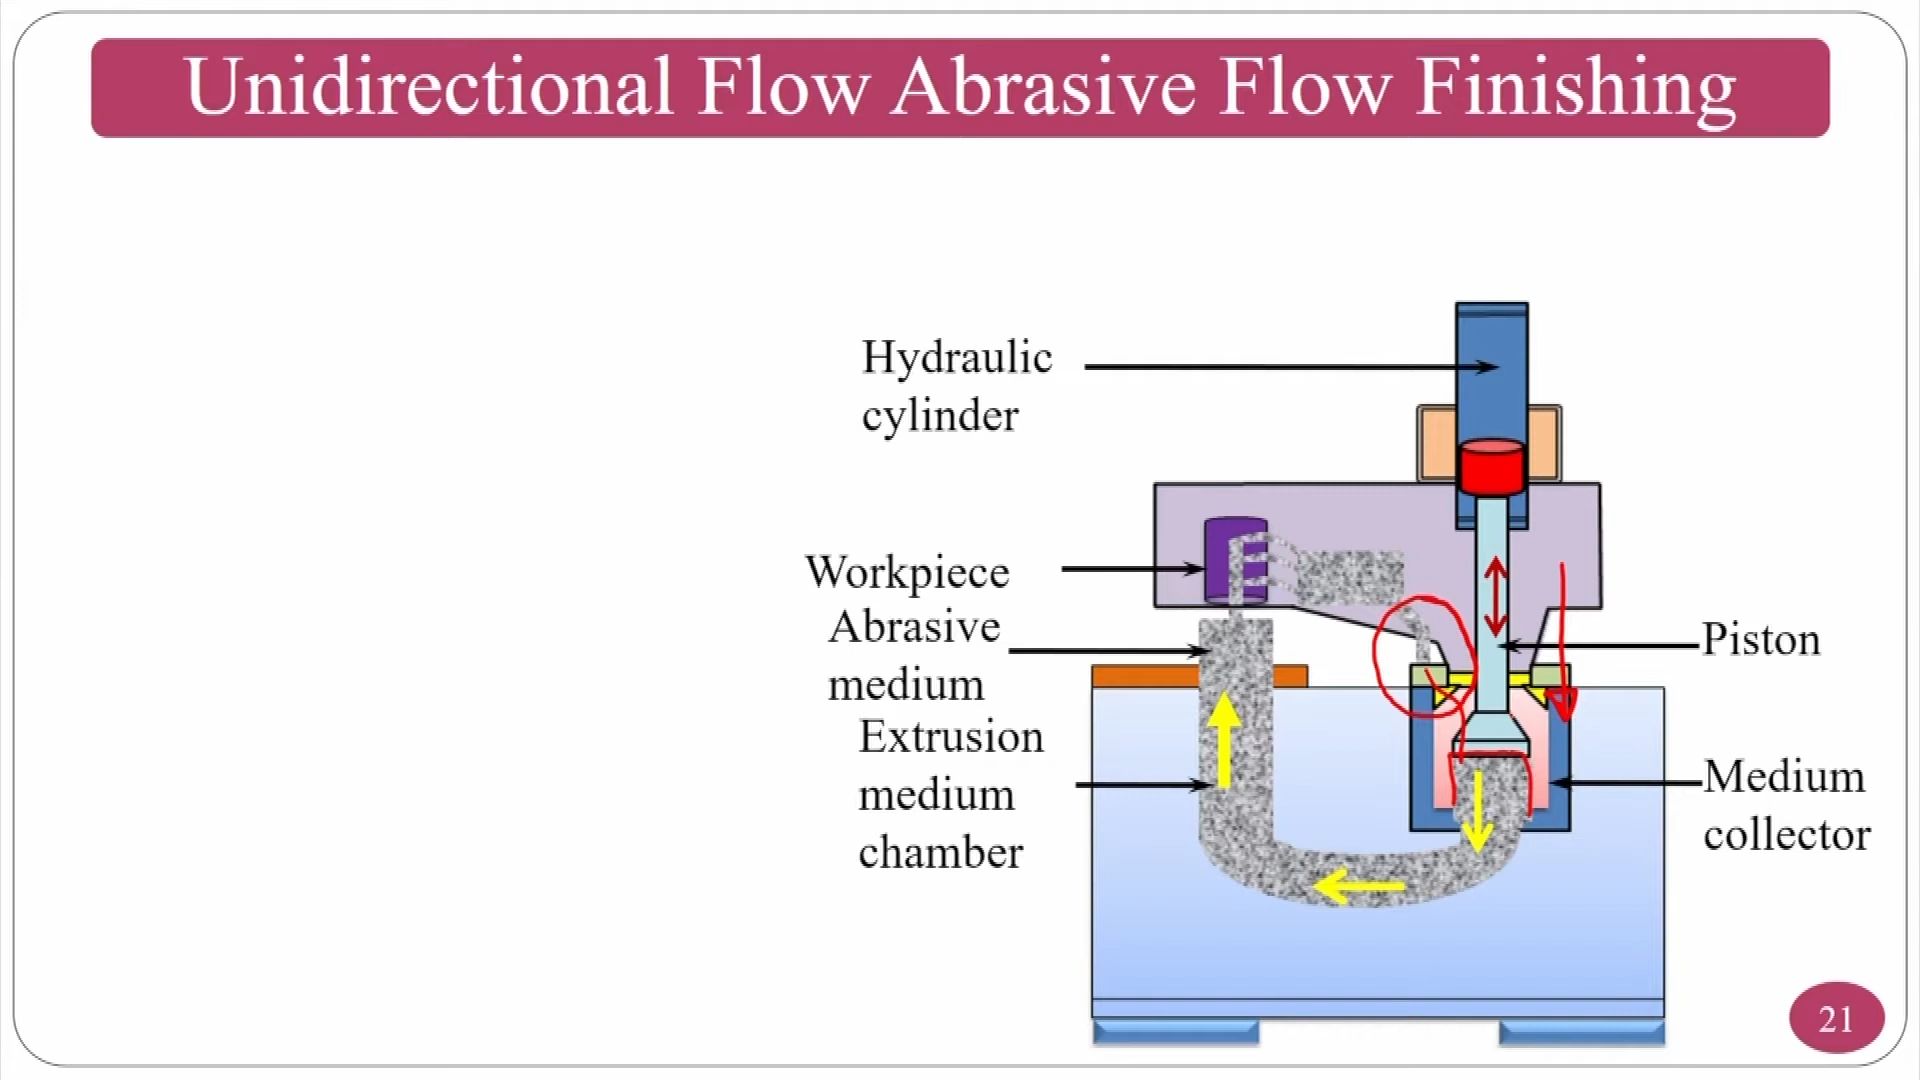 Unidirectional Flow Abrasive Flow Finishing
Hydraulic
cylinder
Workpiece
Abrasive
medium
Extrusion
medium
chamber
Piston
Medium
collector
21